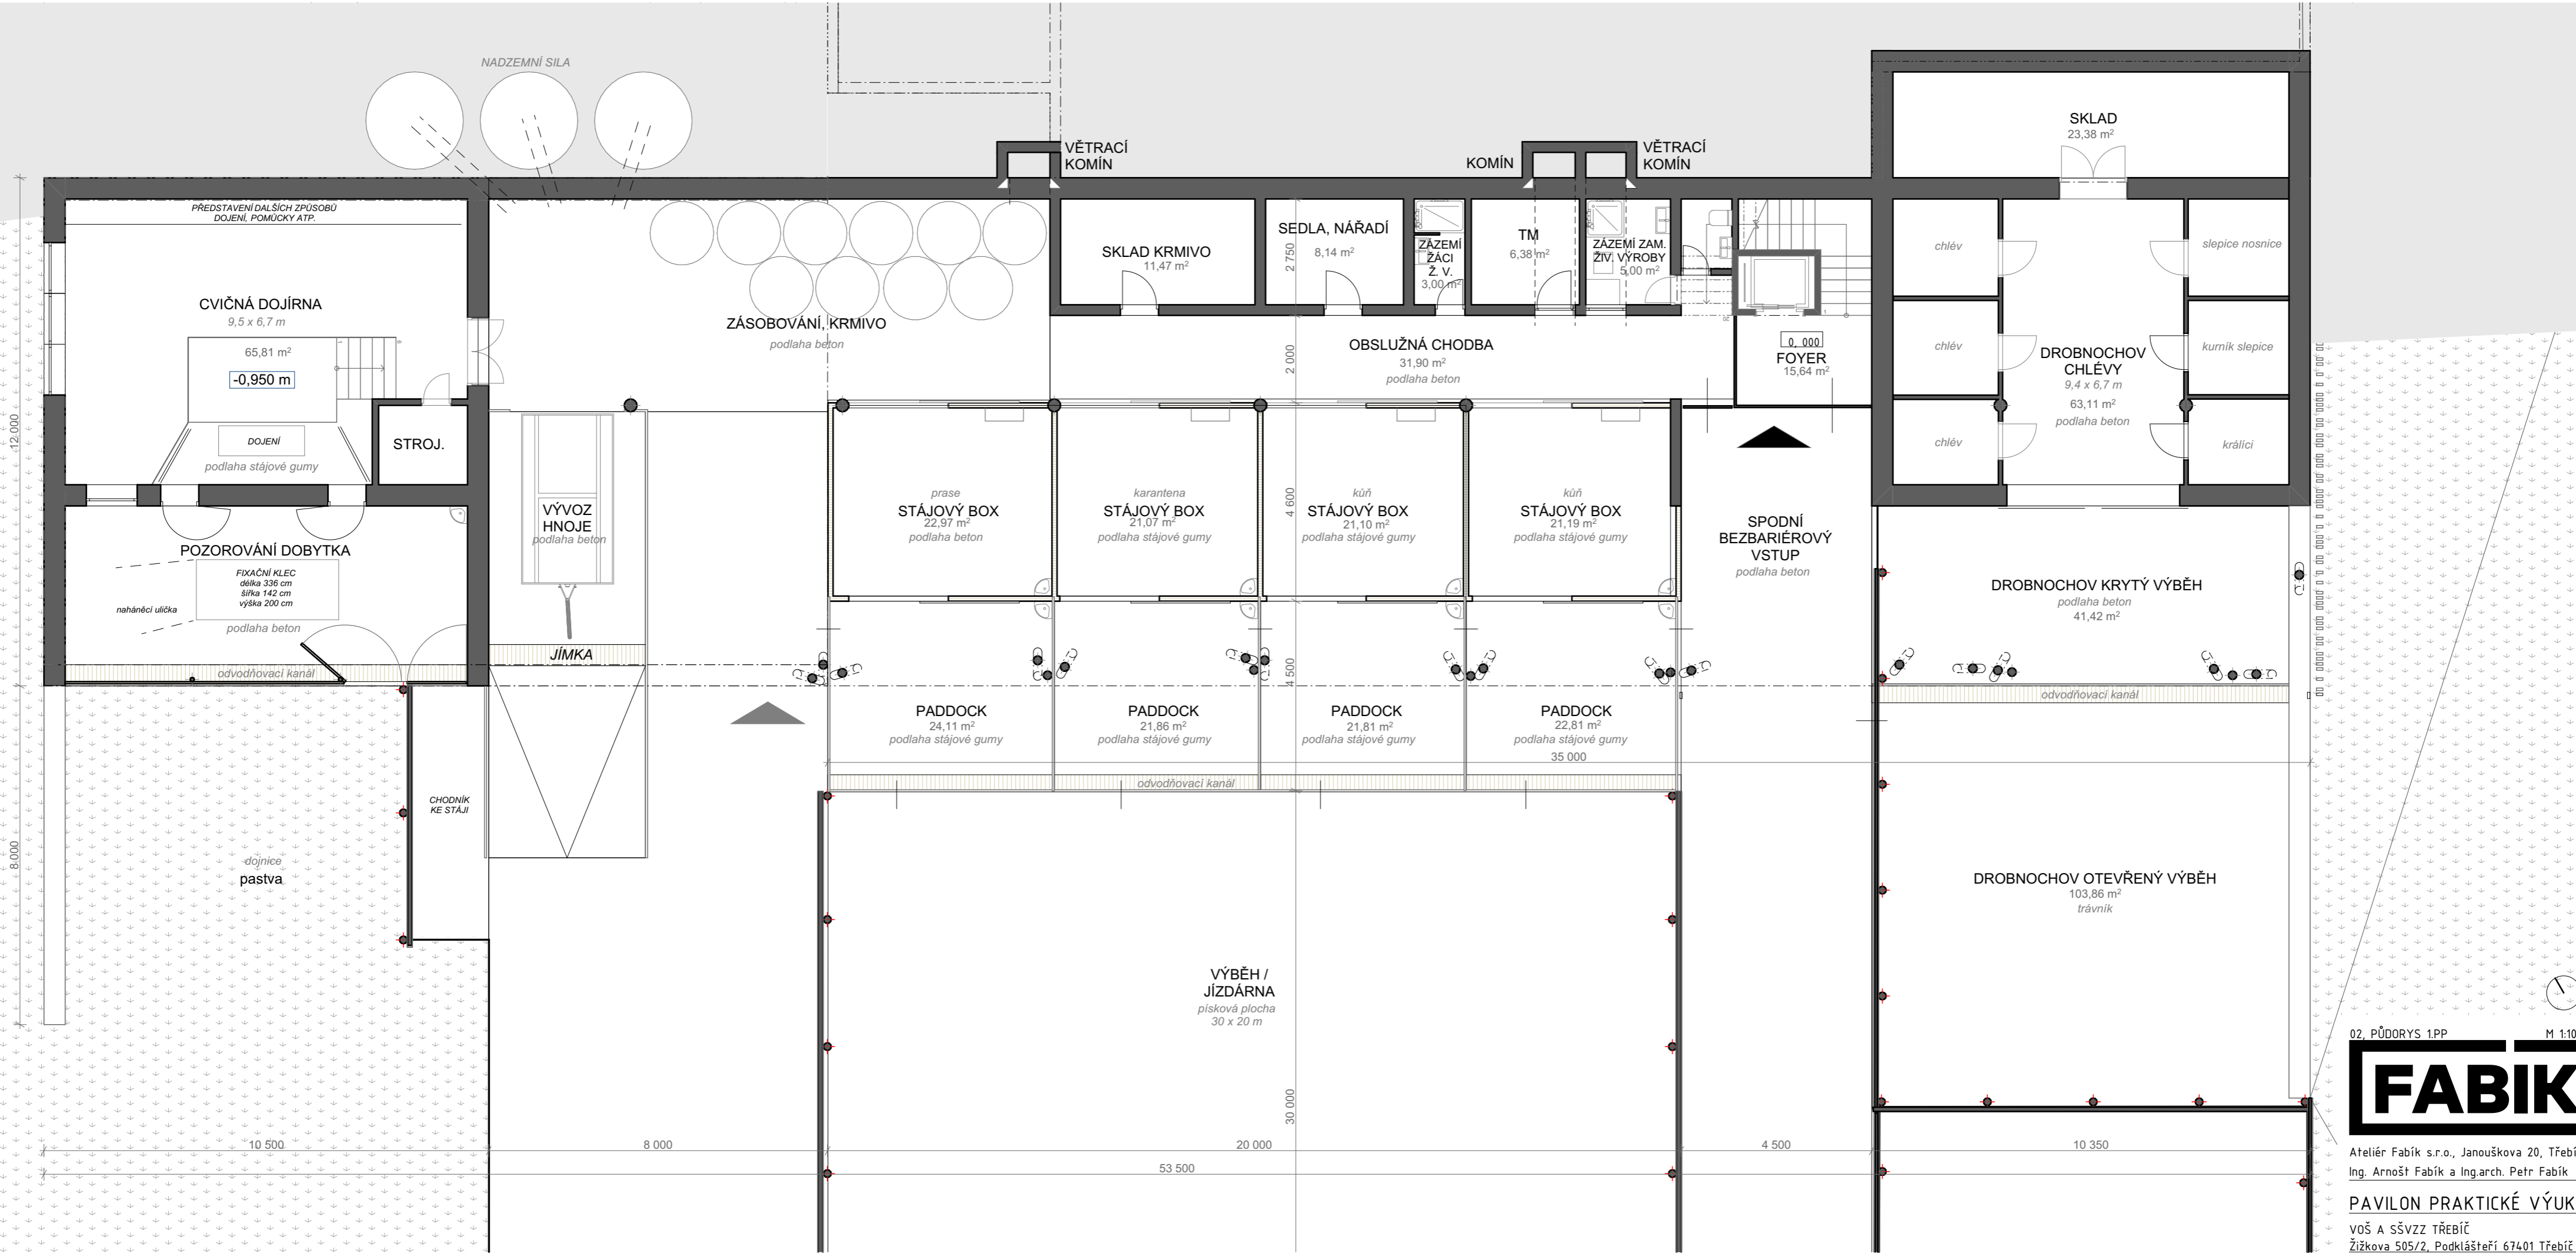 NADZEMNÍ SILA
VĚTRACÍ
KOMÍN
KOMÍN
VĚTRACÍ
KOMÍN
SKLAD
23,38 m²
PŘEDSTAVENÍ DALŠÍCH ZPŮSOBŮ
DOJENÍ, POMŮCKY ATP.
CVIČNÁ DOJÍRNA
9,5 x 6,7 m
65,81 m²
-0,950 m
DOJENÍ
podlaha stájové gumy
STROJ.
ZÁSOBOVÁNÍ, KRMIVO
podlaha beton
SKLAD KRMIVO
11,47 m²
SEDLA, NÁŘADÍ
8,14 m²
2 750
ZÁZEMÍ
ŽÁCI
Ž. V.
3,00 m²
TM
6,38 m²
ZÁZEMÍ ZAM.
ŽIV. VÝROBY
5,00 m²
OBSLUŽNÁ CHODBA
31,90 m²
podlaha beton
2 000
0, 000
FOYER
15,64 m²
chlév
chlév
chlév
slepice nosnice
kurník slepice
králíci
DROBNOCHOV
CHLÉVY
9,4 x 6,7 m
63,11 m²
podlaha beton
12 000
POZOROVÁNÍ DOBYTKA
FIXAČNÍ KLEC
délka 336 cm
šířka 142 cm
výška 200 cm
naháněcí ulička
podlaha beton
odvodňovací kanál
VÝVOZ
HNOJE
podlaha beton
JÍMKA
prase
STÁJOVÝ BOX
22,97 m²
podlaha beton
karantena
STÁJOVÝ BOX
21,07 m²
podlaha stájové gumy
4 600
kůň
STÁJOVÝ BOX
21,10 m²
podlaha stájové gumy
kůň
STÁJOVÝ BOX
21,19 m²
podlaha stájové gumy
SPODNÍ
BEZBARIÉROVÝ
VSTUP
podlaha beton
DROBNOCHOV KRYTÝ VÝBĚH
podlaha beton
41,42 m²
odvodňovací kanál
4 500
PADDOCK
24,11 m²
podlaha stájové gumy
PADDOCK
21,86 m²
podlaha stájové gumy
PADDOCK
21,81 m²
podlaha stájové gumy
PADDOCK
22,81 m²
podlaha stájové gumy
35 000
odvodňovací kanál
CHODNÍK
KE STÁJI
8 000
dojnice
pastva
DROBNOCHOV OTEVŘENÝ VÝBĚH
103,86 m²
trávník
VÝBĚH /
JÍZDÁRNA
písková plocha
30 x 20 m
30 000
10 500
8 000
20 000
4 500
10 350
53 500
02, PŮDORYS 1.PP
M 1:10
FABIK
Ateliér Fabík s.r.o., Janouškova 20, Třebí
Ing. Arnošt Fabík a Ing.arch. Petr Fabík
PAVILON PRAKTICKÉ VÝUK
VOŠ A SŠVZZ TŘEBÍČ
Žižkova 505/2, Podklášteří 67401 Třebíč